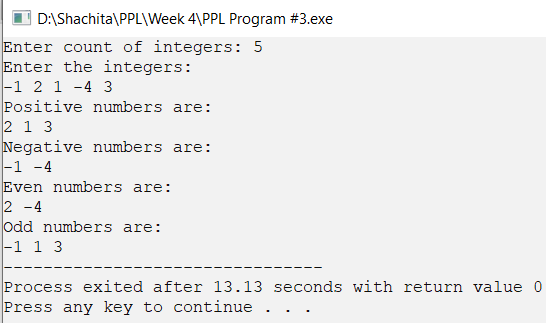 D:\Shachita\PPL\Week 4\PPL Program #3.exe
Enter count of integers: 5
Enter the integers:
-1 2 1 -4 3
Positive numbers are:
2 1 3
Negative numbers are:
-1 -4
Even numbers are:
2 -4
Odd numbers are:
-1 1 3
--------------------------------
Process exited after 13.13 seconds with return value 0
Press any key to continue . . .